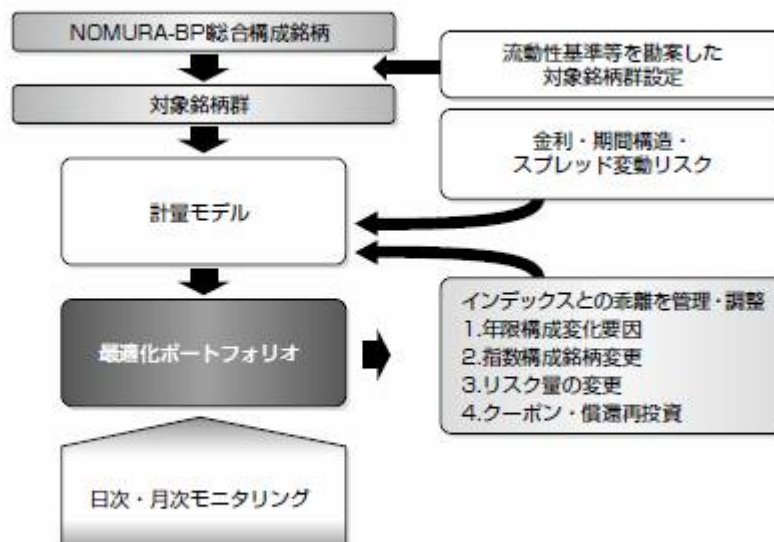 NOMURA-BPI総合構成銘柄
流動性基準等を勘案した
対象銘柄群設定
対象銘柄群
金利・期間構造・
スプレッド変動リスク
計量モデル
インデックスとの乖離を管理・調整
1.年限構成変化要因
2.指数構成銘柄変更
3.リスク量の変更
4.クーポン・償還再投資
最適化ポートフォリオ
日次・月次モニタリング